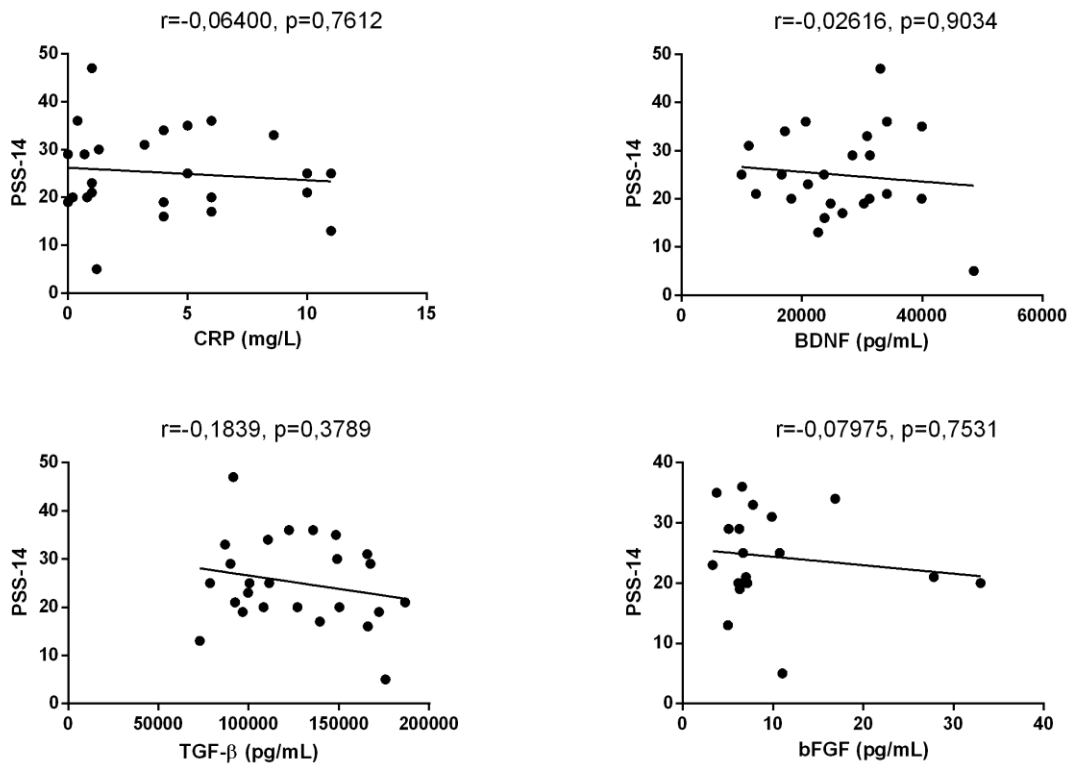 r=-0,06400, p=0,7612
50
40
30
20
10
0
PSS-14
0 5 10 15
CRP (mg/L)
r=-0,02616, p=0,9034
50
40
30
20
10
0
PSS-14
0 20000 40000 60000
BDNF (pg/mL)
r=-0,1839, p=0,3789
50
40
30
20
10
0
PSS-14
0 50000 100000 150000 200000
TGF-β (pg/mL)
r=-0,07975, p=0,7531
40
30
20
10
0
PSS-14
0 10 20 30 40
bFGF (pg/mL)